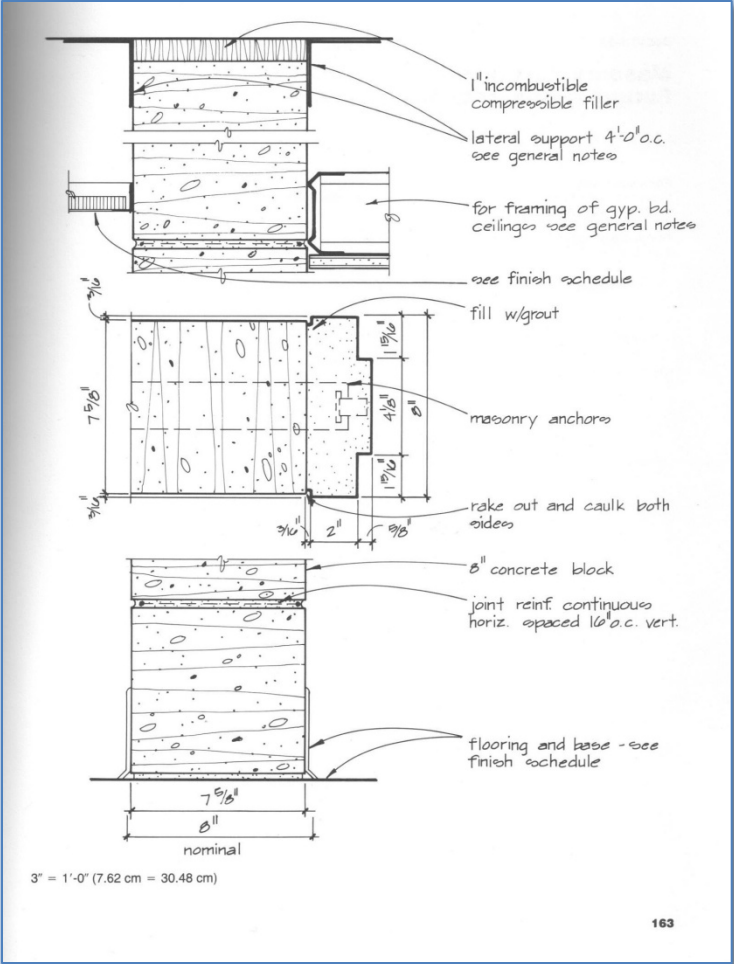 1" incombustible
compressible filler
lateral support 4'-0" o.c.
see general notes
for framing of gyp. bd.
ceilings see general notes
see finish schedule
3/16"
fill w/grout
1 15/16"
7 5/8"
4 1/8"
8"
masonry anchors
1 15/16"
3/16"
rake out and caulk both
sides
3/16"
2"
5/8"
8" concrete block
joint reinf. continuous
horiz. spaced 16" o.c. vert.
flooring and base - see
finish schedule
7 5/8"
8"
nominal
3" = 1'-0" (7.62 cm = 30.48 cm)
163